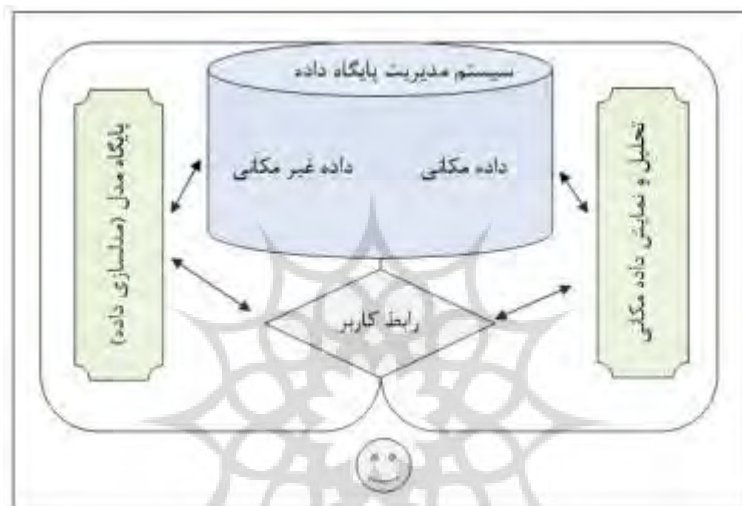 سیستم مدیریت پایگاه داده
داده مکانی
داده غیر مکانی
تحلیل و نمایش داده مکانی
پایگاه مدل (مدلسازی داده)
رابط کاربر